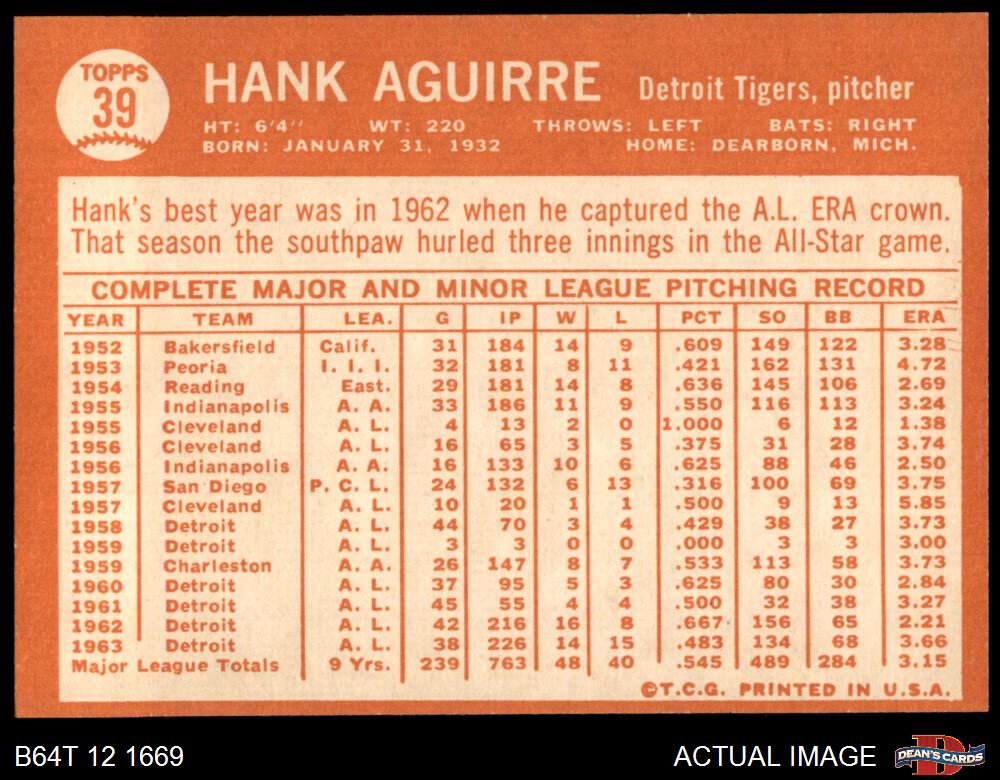 TOPPS
39
HANK AGUIRRE Detroit Tigers, pitcher
HT: 6'4" WT: 220 THROWS: LEFT BATS: RIGHT
BORN: JANUARY 31, 1932 HOME: DEARBORN, MICH.
Hank's best year was in 1962 when he captured the A.L. ERA crown.
That season the southpaw hurled three innings in the All-Star game.
COMPLETE MAJOR AND MINOR LEAGUE PITCHING RECORD
YEAR TEAM LEA. G IP W L PCT SO BB ERA
1952 Bakersfield Calif. 31 184 14 9 .609 149 122 3.28
1953 Peoria I. I. I. 32 181 8 11 .421 162 131 4.72
1954 Reading East. 29 181 14 8 .636 145 106 2.69
1955 Indianapolis A. A. 33 186 11 9 .550 116 113 3.24
1955 Cleveland A. L. 4 13 2 0 1.000 6 12 1.38
1956 Cleveland A. L. 16 65 3 5 .375 31 28 3.74
1956 Indianapolis A. A. 16 133 10 6 .625 88 46 2.50
1957 San Diego P. C. L. 24 132 6 13 .316 100 69 3.75
1957 Cleveland A. L. 10 20 1 1 .500 9 13 5.85
1958 Detroit A. L. 44 70 3 4 .429 38 27 3.73
1959 Detroit A. L. 3 3 0 0 .000 3 3 3.00
1959 Charleston A. A. 26 147 8 7 .533 113 58 3.73
1960 Detroit A. L. 37 95 5 3 .625 80 30 2.84
1961 Detroit A. L. 45 55 4 4 .500 32 38 3.27
1962 Detroit A. L. 42 216 16 8 .667 156 65 2.21
1963 Detroit A. L. 38 226 14 15 .483 134 68 3.66
Major League Totals 9 Yrs. 239 763 48 40 .545 489 284 3.15
©T.C.G. PRINTED IN U.S.A.
B64T 12 1669 ACTUAL IMAGE DEAN'S CARDS